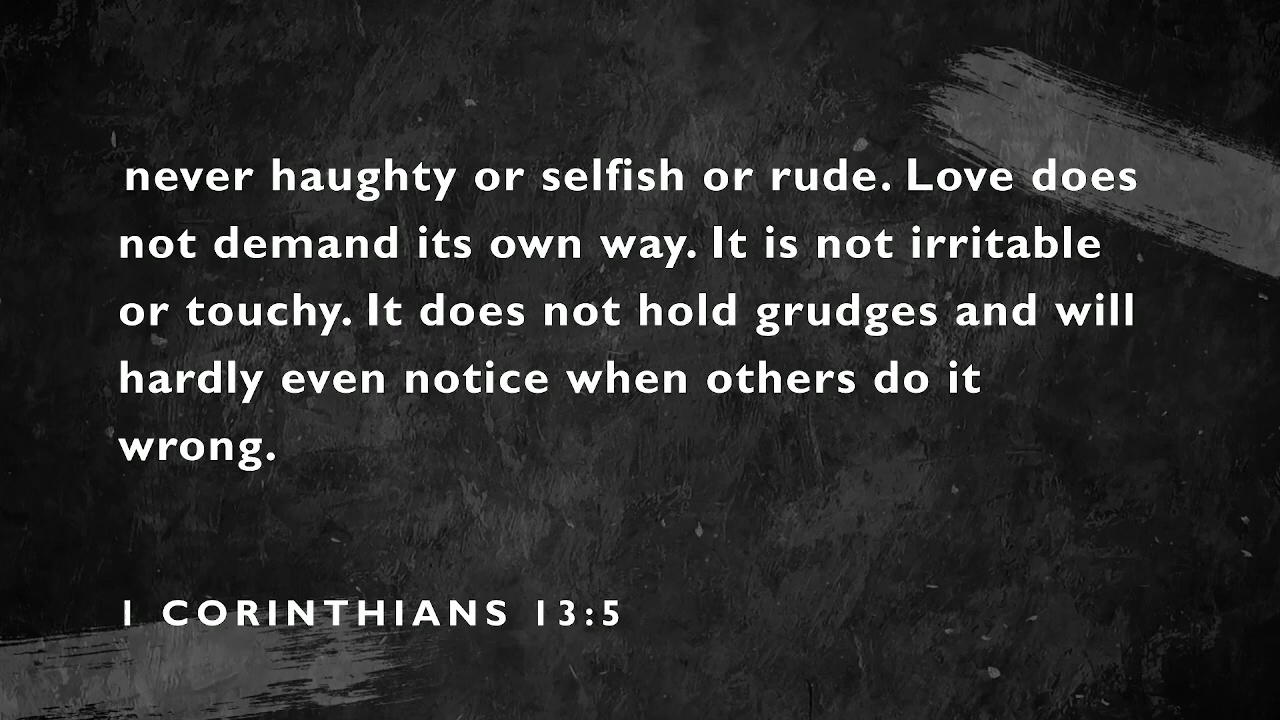 never haughty or selfish or rude. Love does
not demand its own way. It is not irritable
or touchy. It does not hold grudges and will
hardly even notice when others do it
wrong.
1 CORINTHIANS 13:5